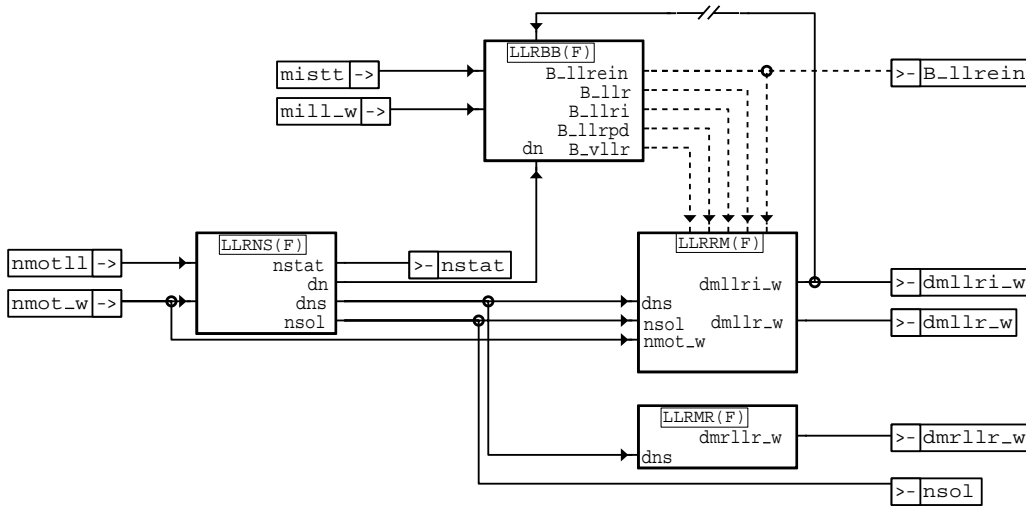 LLRBB(F)
mistt ->
B_llrein
>- B_llrein
B_llr
mill_w ->
B_llri
B_llrpd
dn
B_vllr
LLRNS(F)
LLRRM(F)
nmotll ->
nstat
>- nstat
dn
dmllri_w
>- dmllri_w
nmot_w ->
dns
dns
nsol
nsol
dmllr_w
>- dmllr_w
nmot_w
LLRMR(F)
dmrllr_w
>- dmrllr_w
dns
>- nsol